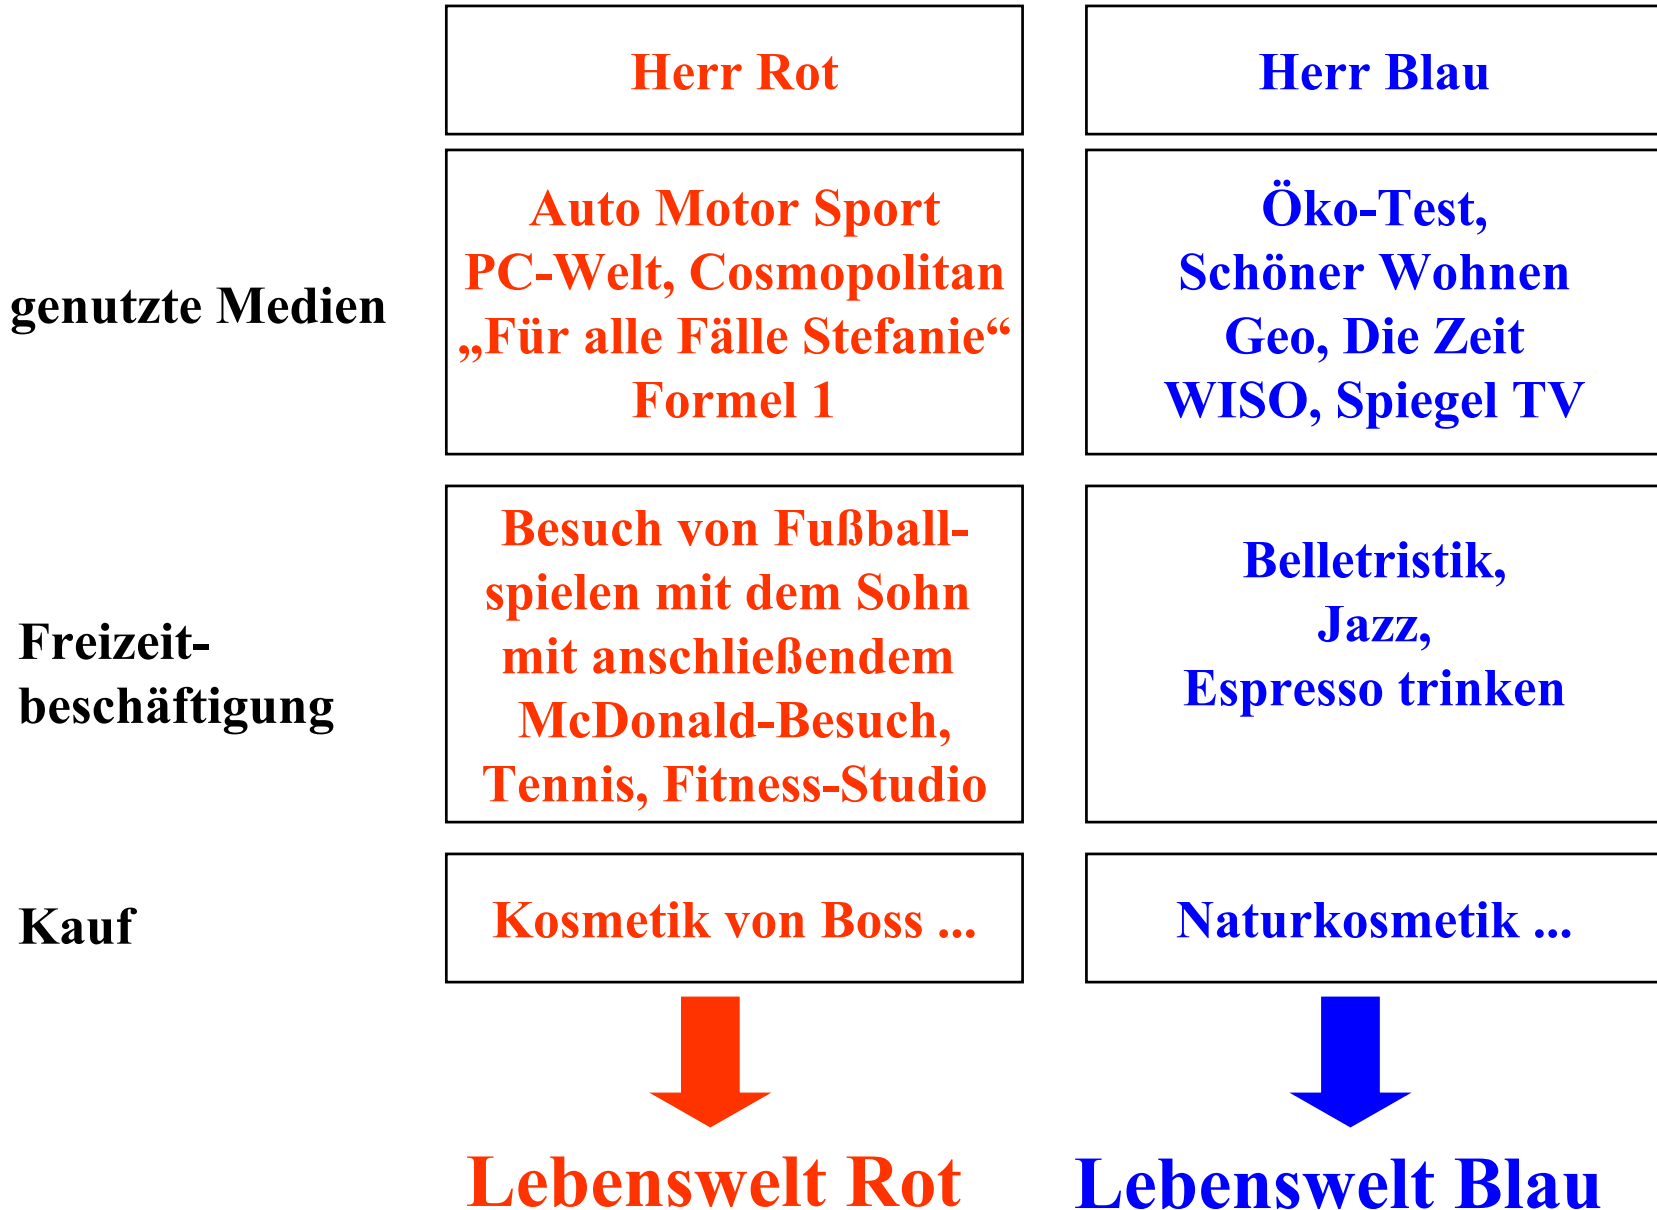 Herr Rot
Herr Blau
genutzte Medien
Auto Motor Sport
PC-Welt, Cosmopolitan
„Für alle Fälle Stefanie“
Formel 1
Öko-Test,
Schöner Wohnen
Geo, Die Zeit
WISO, Spiegel TV
Freizeit-
beschäftigung
Besuch von Fußball-
spielen mit dem Sohn
mit anschließendem
McDonald-Besuch,
Tennis, Fitness-Studio
Belletristik,
Jazz,
Espresso trinken
Kauf
Kosmetik von Boss ...
Naturkosmetik ...
Lebenswelt Rot
Lebenswelt Blau